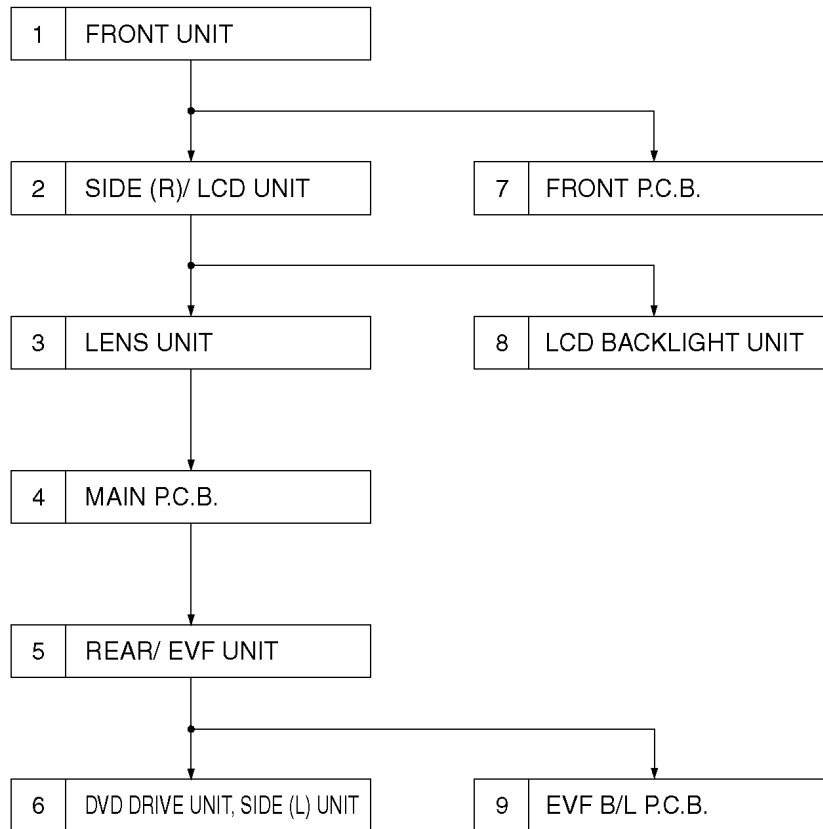 1 FRONT UNIT
2 SIDE (R)/ LCD UNIT
7 FRONT P.C.B.
3 LENS UNIT
8 LCD BACKLIGHT UNIT
4 MAIN P.C.B.
5 REAR/ EVF UNIT
6 DVD DRIVE UNIT, SIDE (L) UNIT
9 EVF B/L P.C.B.